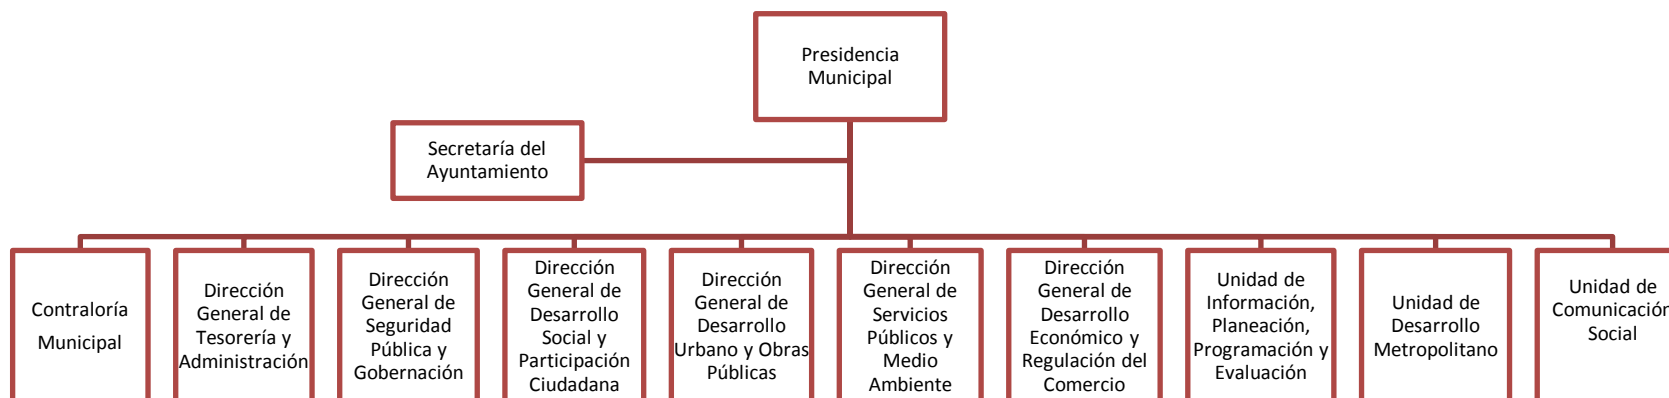 Presidencia
Municipal
Secretaría del
Ayuntamiento
Contraloría
Municipal
Dirección
General de
Tesorería y
Administración
Dirección
General de
Seguridad
Pública y
Gobernación
Dirección
General de
Desarrollo
Social y
Participación
Ciudadana
Dirección
General de
Desarrollo
Urbano y Obras
Públicas
Dirección
General de
Servicios
Públicos y
Medio
Ambiente
Dirección
General de
Desarrollo
Económico y
Regulación del
Comercio
Unidad de
Información,
Planeación,
Programación y
Evaluación
Unidad de
Desarrollo
Metropolitano
Unidad de
Comunicación
Social